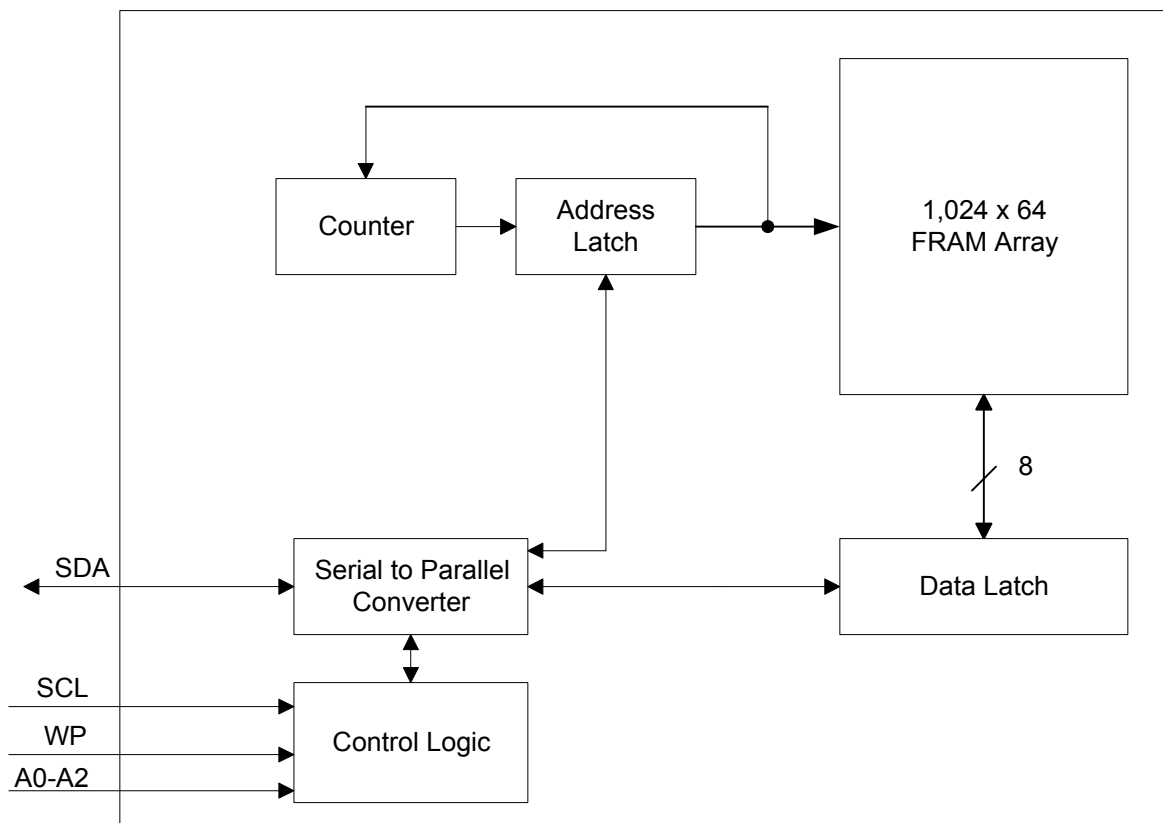 Counter
Address
Latch
1,024 x 64
FRAM Array
8
SDA
Serial to Parallel
Converter
Data Latch
SCL
WP
A0-A2
Control Logic